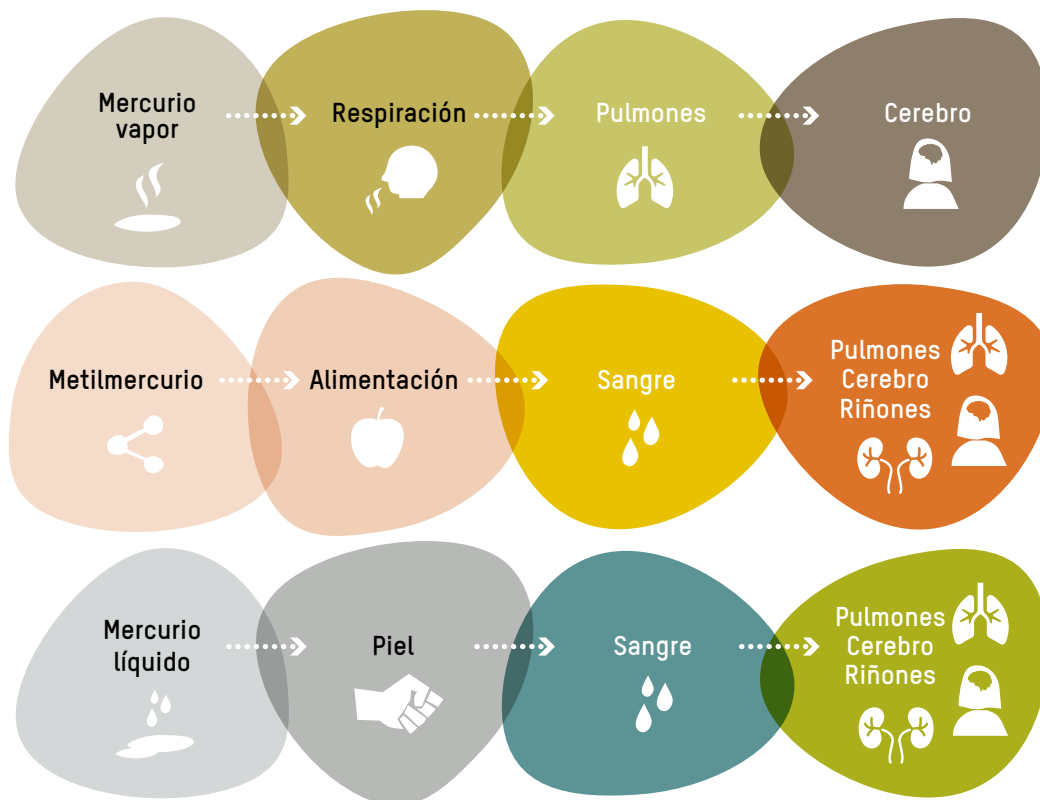 Mercurio
vapor
Respiración
Pulmones
Cerebro
Metilmercurio
Alimentación
Sangre
Pulmones
Cerebro
Riñones
Mercurio
líquido
Piel
Sangre
Pulmones
Cerebro
Riñones